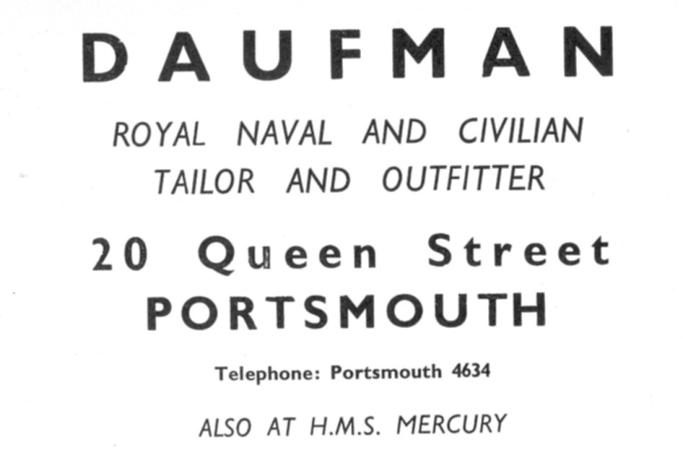 DAUFMAN
ROYAL NAVAL AND CIVILIAN
TAILOR AND OUTFITTER
20 Queen Street
PORTSMOUTH
Telephone: Portsmouth 4634
ALSO AT H.M.S. MERCURY